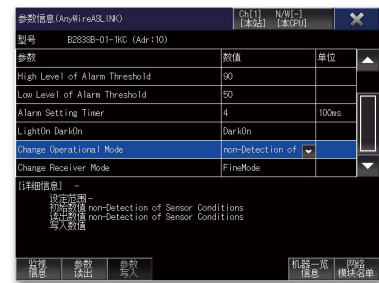 参数信息(AnyWireASLINK)
Ch[1] N/W[-]
[本站] [本CPU]
型号 B283SB-01-1KC (Adr:10)
参数 数值 单位
High Level of Alarm Threshold 90
Low Level of Alarm Threshold 50
Alarm Setting Timer 4 100ms
LightOn DarkOn DarkOn
Change Operational Mode non-Detection of
Change Receiver Mode FineMode
[详细信息] -
设定范围-
初始数值 non-Detection of Sensor Conditions
读出数值 non-Detection of Sensor Conditions
写入数值
监视信息 参数读出 参数写入 机器一览信息 网络模块名单